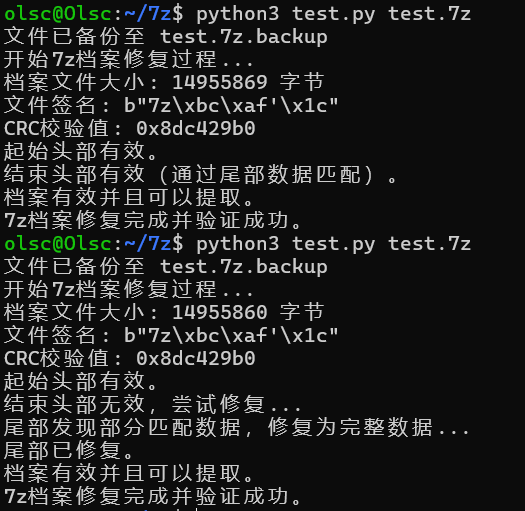 olsc@Olsc:~/7z$ python3 test.py test.7z
文件已备份至 test.7z.backup
开始7z档案修复过程...
档案文件大小: 14955869 字节
文件签名: b"7z\xbc\xaf'\x1c"
CRC校验值: 0x8dc429b0
起始头部有效。
结束头部有效（通过尾部数据匹配）。
档案有效并且可以提取。
7z档案修复完成并验证成功。
olsc@Olsc:~/7z$ python3 test.py test.7z
文件已备份至 test.7z.backup
开始7z档案修复过程...
档案文件大小: 14955860 字节
文件签名: b"7z\xbc\xaf'\x1c"
CRC校验值: 0x8dc429b0
起始头部有效。
结束头部无效，尝试修复...
尾部发现部分匹配数据，修复为完整数据...
尾部已修复。
档案有效并且可以提取。
7z档案修复完成并验证成功。